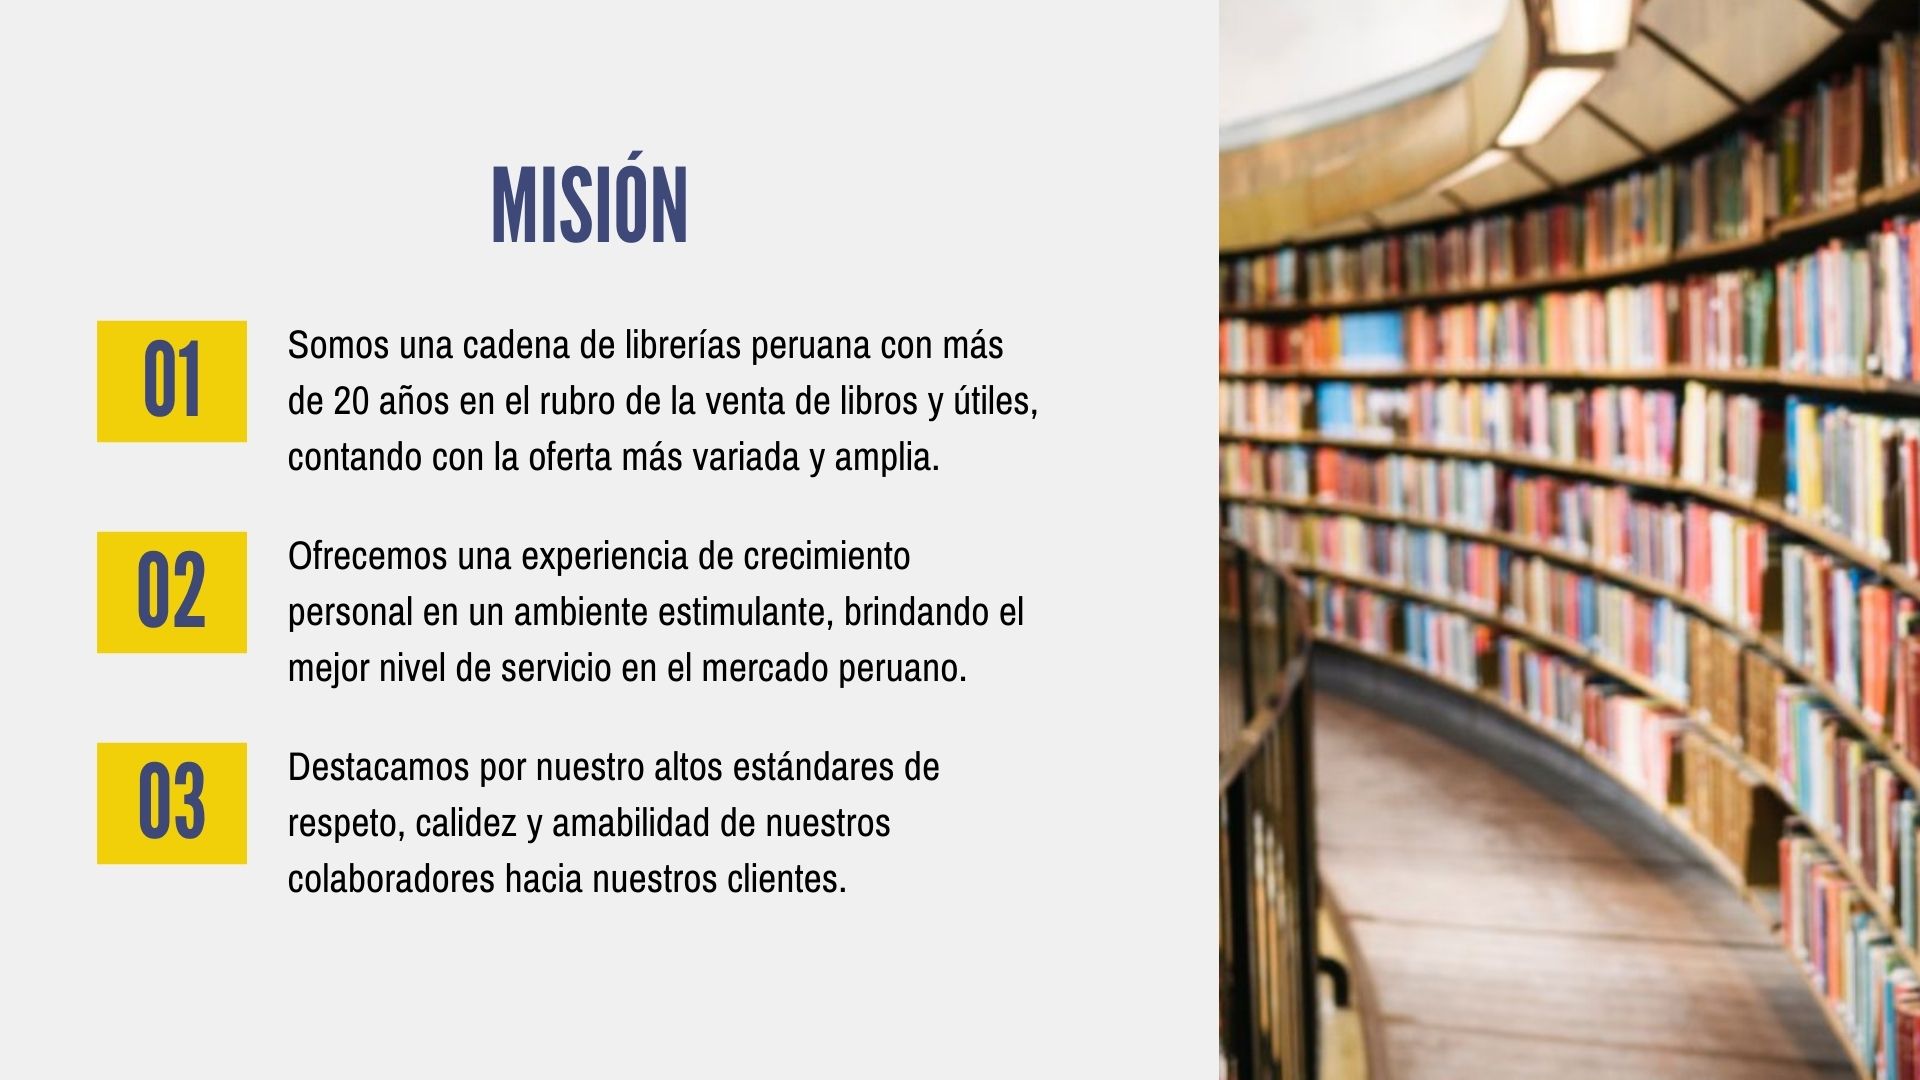 MISIÓN
01
Somos una cadena de librerías peruana con más
de 20 años en el rubro de la venta de libros y útiles,
contando con la oferta más variada y amplia.
02
Ofrecemos una experiencia de crecimiento
personal en un ambiente estimulante, brindando el
mejor nivel de servicio en el mercado peruano.
03
Destacamos por nuestro altos estándares de
respeto, calidez y amabilidad de nuestros
colaboradores hacia nuestros clientes.